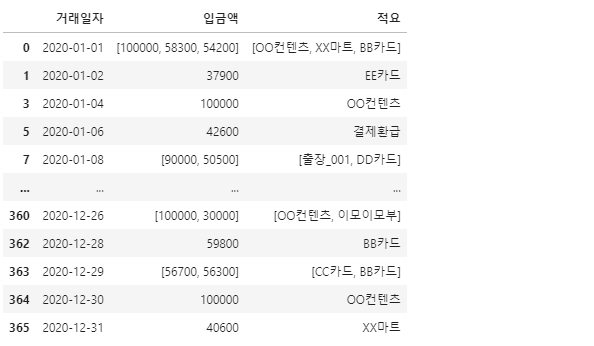 거래일자 입금액 적요
0 2020-01-01 [100000, 58300, 54200] [OO컨텐츠, XX마트, BB카드]
1 2020-01-02 37900 EE카드
3 2020-01-04 100000 OO컨텐츠
5 2020-01-06 42600 결제환급
7 2020-01-08 [90000, 50500] [출장_001, DD카드]
... ... ... ...
360 2020-12-26 [100000, 30000] [OO컨텐츠, 이모이모부]
362 2020-12-28 59800 BB카드
363 2020-12-29 [56700, 56300] [CC카드, BB카드]
364 2020-12-30 100000 OO컨텐츠
365 2020-12-31 40600 XX마트